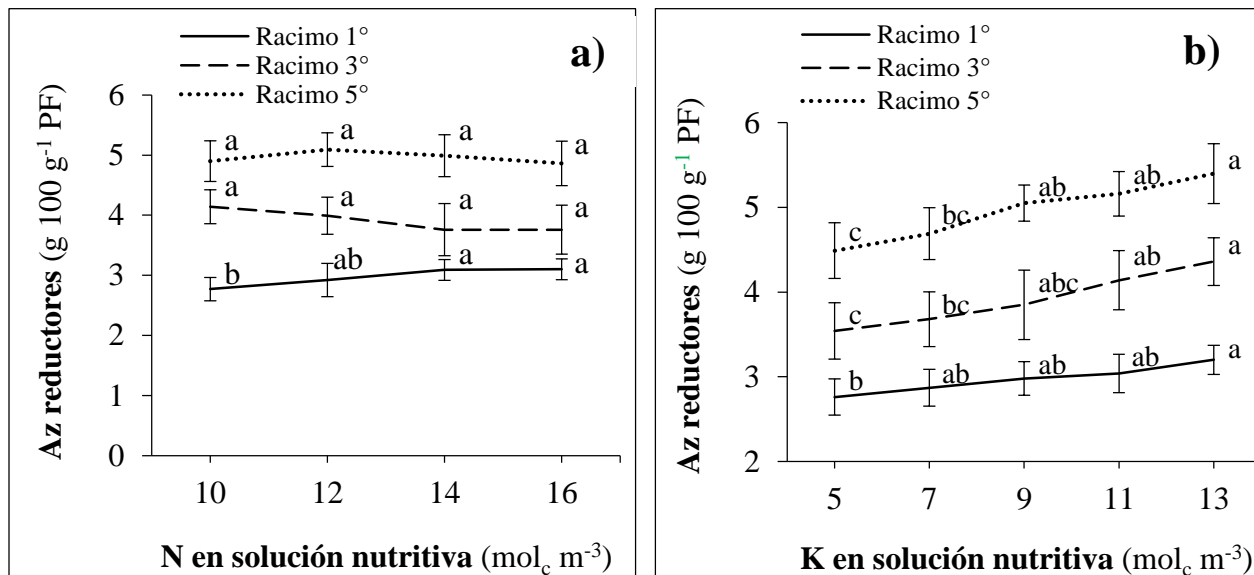 Racimo 1°
Racimo 3°
Racimo 5°
a)
Az reductores (g 100 g-1 PF)
6
5
4
3
2
1
0
a
a
a
a
a
a
a
a
b
ab
a
a
10
12
14
16
N en solución nutritiva (molc m-3)
Racimo 1°
Racimo 3°
Racimo 5°
b)
Az reductores (g 100 g-1 PF)
6
5
4
3
2
c
bc
ab
ab
a
c
bc
abc
ab
a
b
ab
ab
ab
a
5
7
9
11
13
K en solución nutritiva (molc m-3)